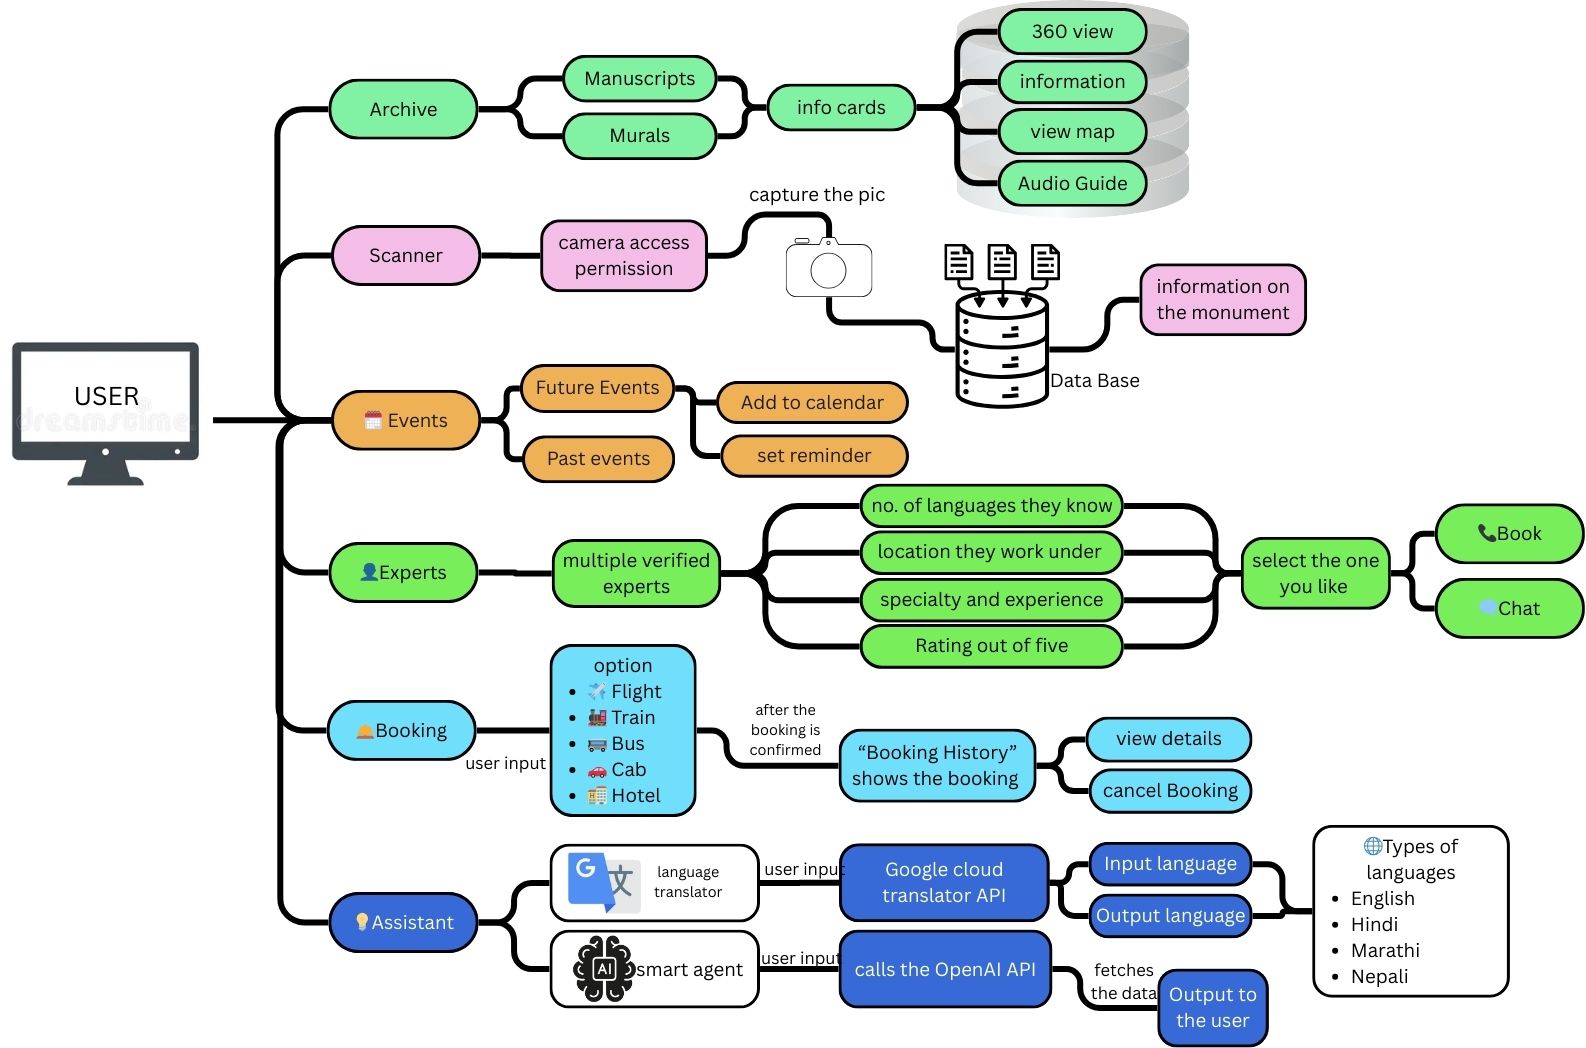 USER
dreamstime.
Archive
Manuscripts
Murals
info cards
360 view
information
view map
Audio Guide
Scanner
camera access
permission
capture the pic
Data Base
information on
the monument
Events
Future Events
Past events
Add to calendar
set reminder
Experts
multiple verified
experts
no. of languages they know
location they work under
specialty and experience
Rating out of five
select the one
you like
Book
Chat
Booking
user input
option
• Flight
• Train
• Bus
• Cab
• Hotel
after the
booking is
confirmed
“Booking History”
shows the booking
view details
cancel Booking
Assistant
G 文
language
translator
user input
Google cloud
translator API
Input language
Output language
Types of
languages
• English
• Hindi
• Marathi
• Nepali
AI
smart agent
user input
calls the OpenAI API
fetches
the data
Output to
the user